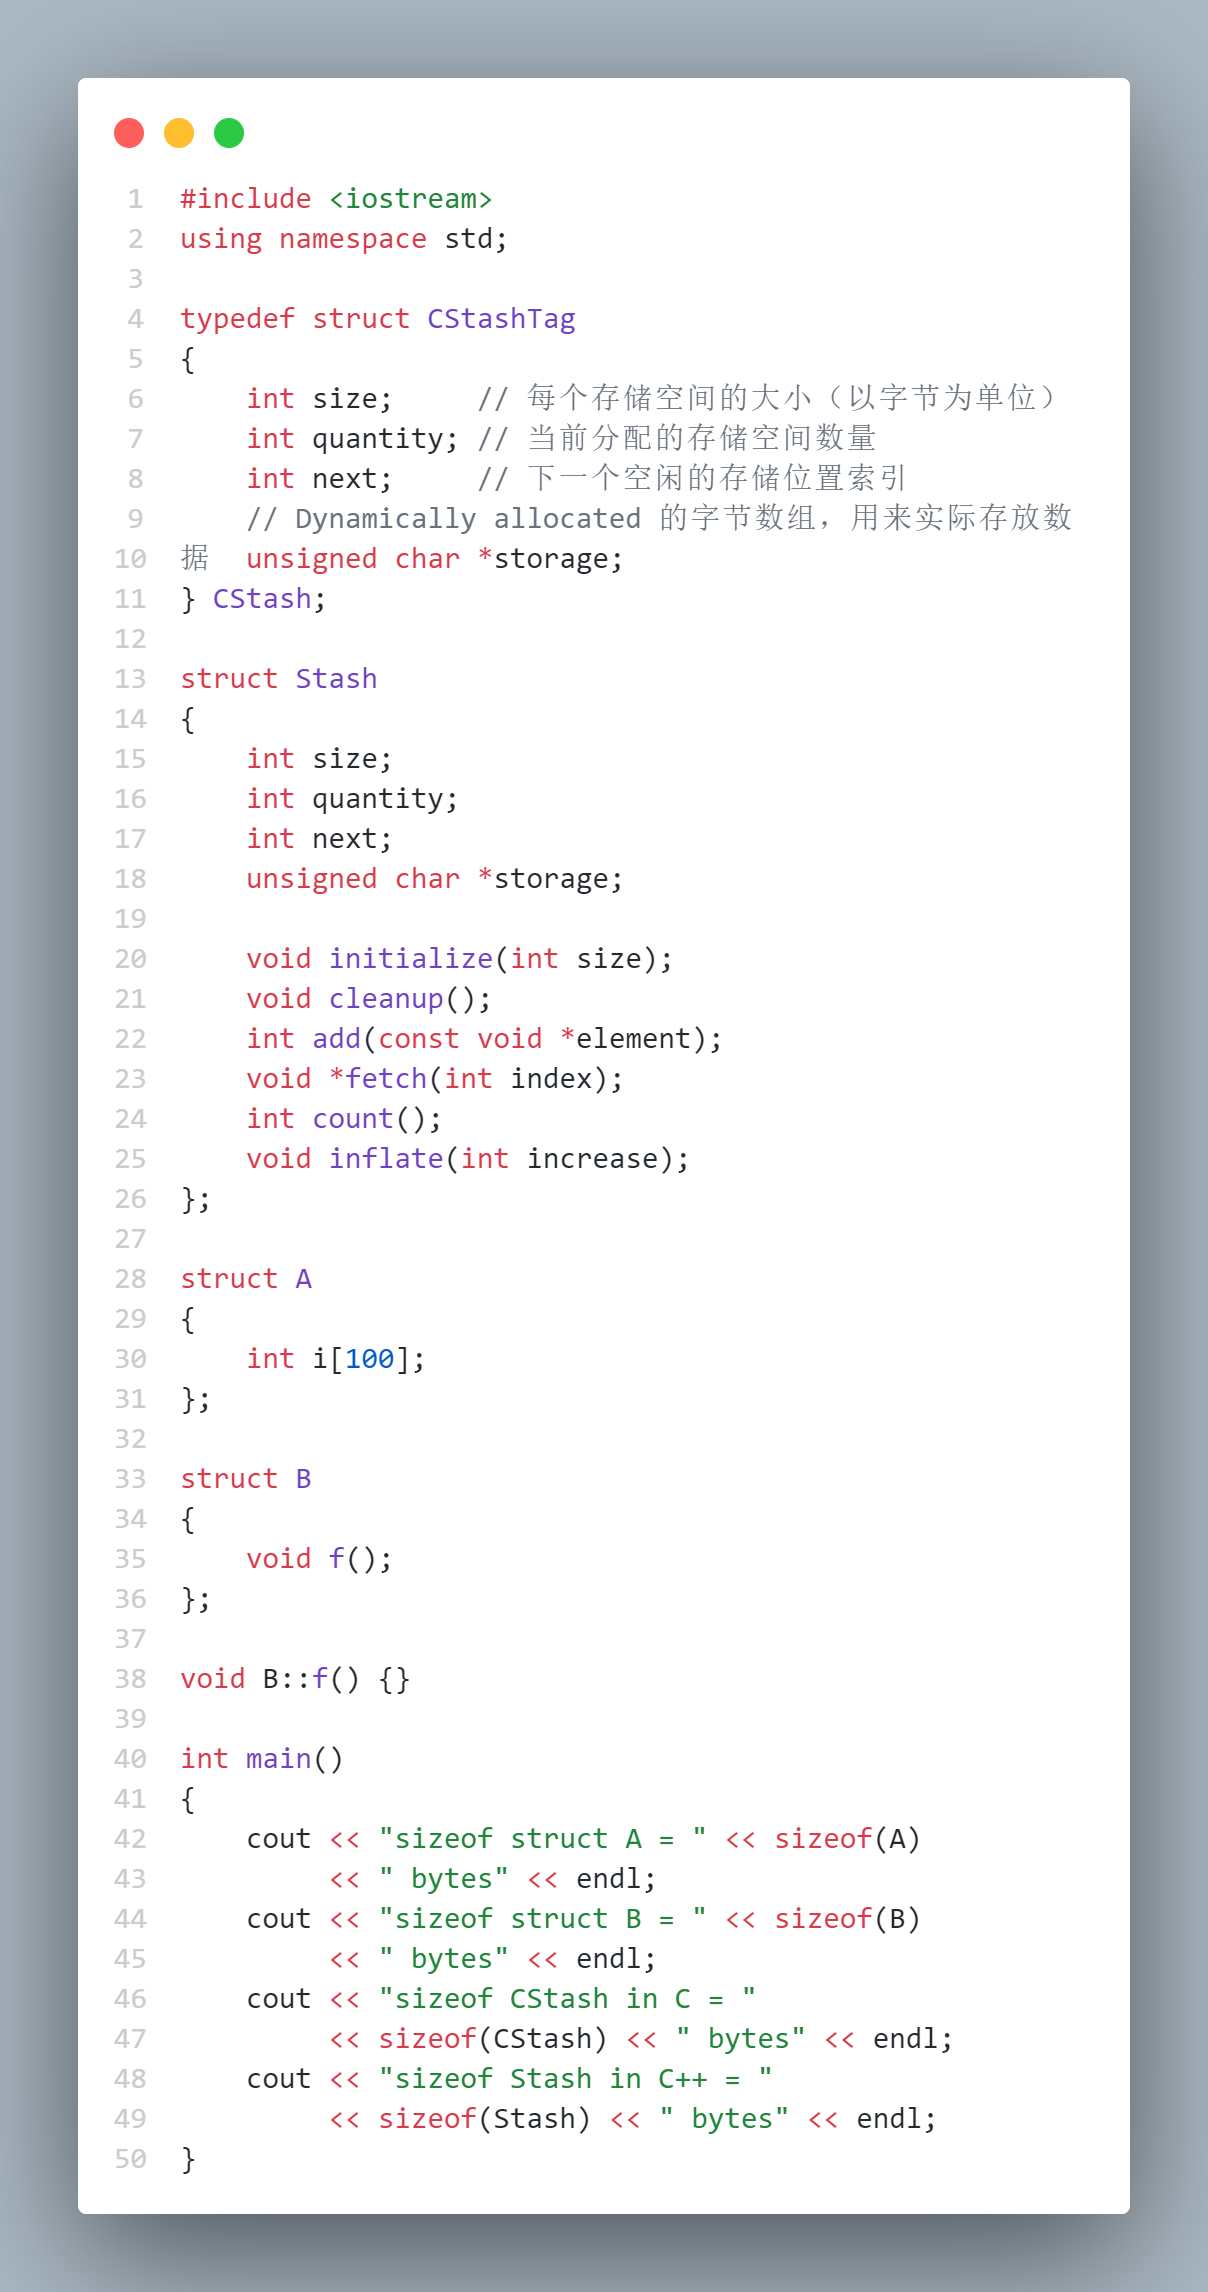 1 #include <iostream>
2 using namespace std;
3
4 typedef struct CStashTag
5 {
6     int size;     // 每个存储空间的大小（以字节为单位）
7     int quantity; // 当前分配的存储空间数量
8     int next;     // 下一个空闲的存储位置索引
9     // Dynamically allocated 的字节数组，用来实际存放数
10 据  unsigned char *storage;
11 } CStash;
12
13 struct Stash
14 {
15     int size;
16     int quantity;
17     int next;
18     unsigned char *storage;
19
20     void initialize(int size);
21     void cleanup();
22     int add(const void *element);
23     void *fetch(int index);
24     int count();
25     void inflate(int increase);
26 };
27
28 struct A
29 {
30     int i[100];
31 };
32
33 struct B
34 {
35     void f();
36 };
37
38 void B::f() {}
39
40 int main()
41 {
42     cout << "sizeof struct A = " << sizeof(A)
43          << " bytes" << endl;
44     cout << "sizeof struct B = " << sizeof(B)
45          << " bytes" << endl;
46     cout << "sizeof CStash in C = "
47          << sizeof(CStash) << " bytes" << endl;
48     cout << "sizeof Stash in C++ = "
49          << sizeof(Stash) << " bytes" << endl;
50 }